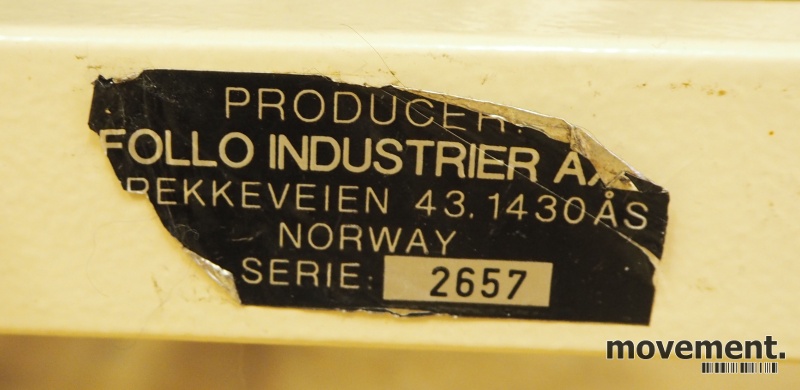 PRODUCER:
FOLLO INDUSTRIER
REKKEVEIEN 43. 1430 ÅS
NORWAY
SERIE: 2657
movement.